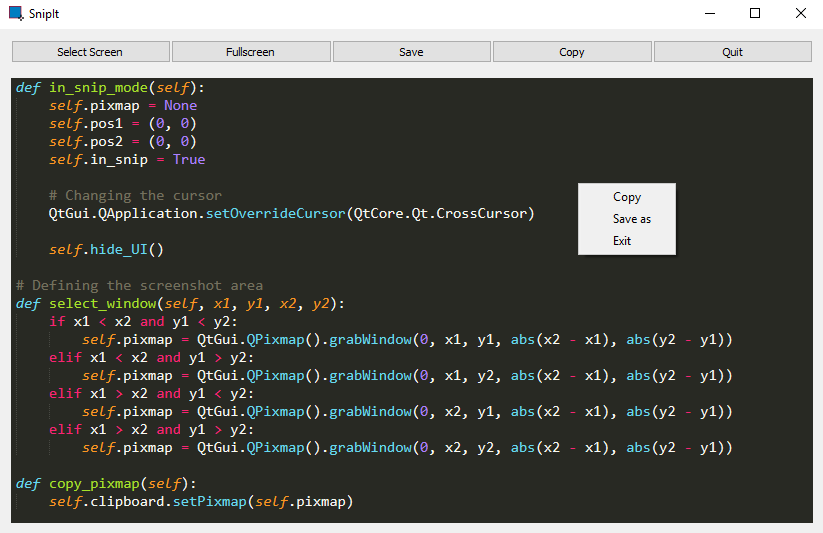 SnipIt
Select Screen Fullscreen Save Copy Quit
def in_snip_mode(self):
    self.pixmap = None
    self.pos1 = (0, 0)
    self.pos2 = (0, 0)
    self.in_snip = True
    # Changing the cursor
    QtGui.QApplication.setOverrideCursor(QtCore.Qt.CrossCursor)
    self.hide_UI()
Copy
Save as
Exit
# Defining the screenshot area
def select_window(self, x1, y1, x2, y2):
    if x1 < x2 and y1 < y2:
        self.pixmap = QtGui.QPixmap().grabWindow(0, x1, y1, abs(x2 - x1), abs(y2 - y1))
    elif x1 < x2 and y1 > y2:
        self.pixmap = QtGui.QPixmap().grabWindow(0, x1, y2, abs(x2 - x1), abs(y2 - y1))
    elif x1 > x2 and y1 < y2:
        self.pixmap = QtGui.QPixmap().grabWindow(0, x2, y1, abs(x2 - x1), abs(y2 - y1))
    elif x1 > x2 and y1 > y2:
        self.pixmap = QtGui.QPixmap().grabWindow(0, x2, y2, abs(x2 - x1), abs(y2 - y1))
def copy_pixmap(self):
    self.clipboard.setPixmap(self.pixmap)